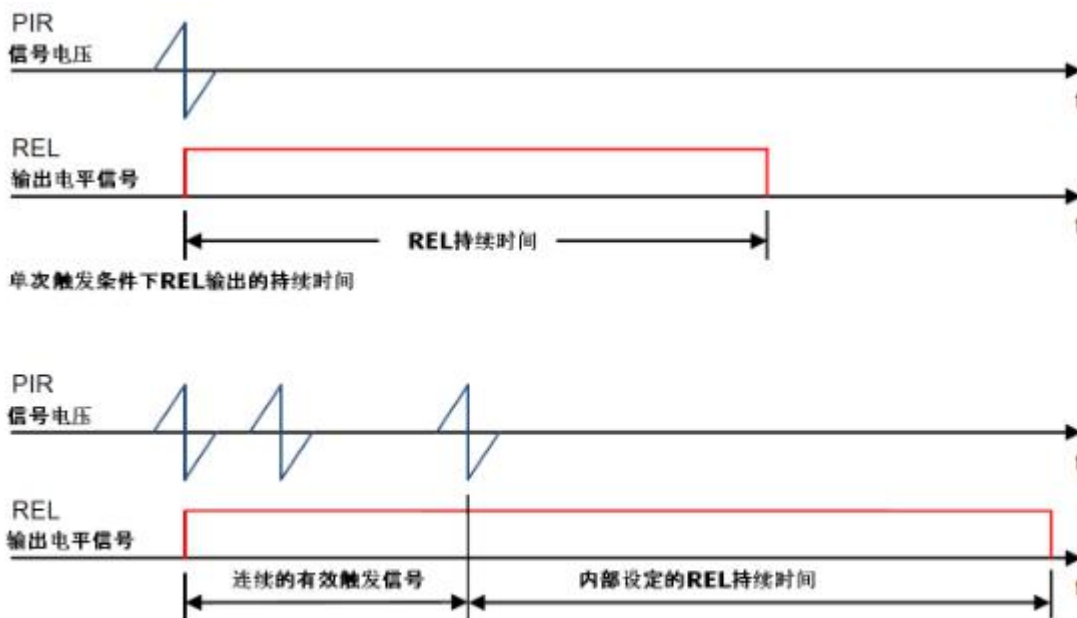 PIR
信号电压
t
REL
输出电平信号
t
REL持续时间
单次触发条件下REL输出的持续时间
PIR
信号电压
t
REL
输出电平信号
t
连续的有效触发信号
内部设定的REL持续时间